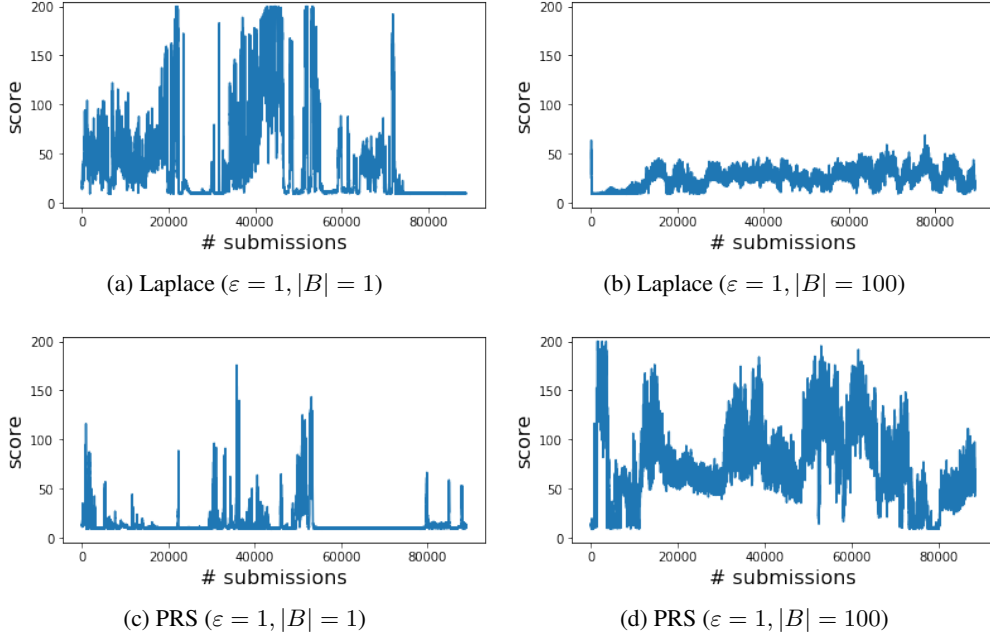 200
150
100
50
0
score
0 20000 40000 60000 80000
# submissions
(a) Laplace (ε = 1, |B| = 1)
200
150
100
50
0
score
0 20000 40000 60000 80000
# submissions
(b) Laplace (ε = 1, |B| = 100)
200
150
100
50
0
score
0 20000 40000 60000 80000
# submissions
(c) PRS (ε = 1, |B| = 1)
200
150
100
50
0
score
0 20000 40000 60000 80000
# submissions
(d) PRS (ε = 1, |B| = 100)